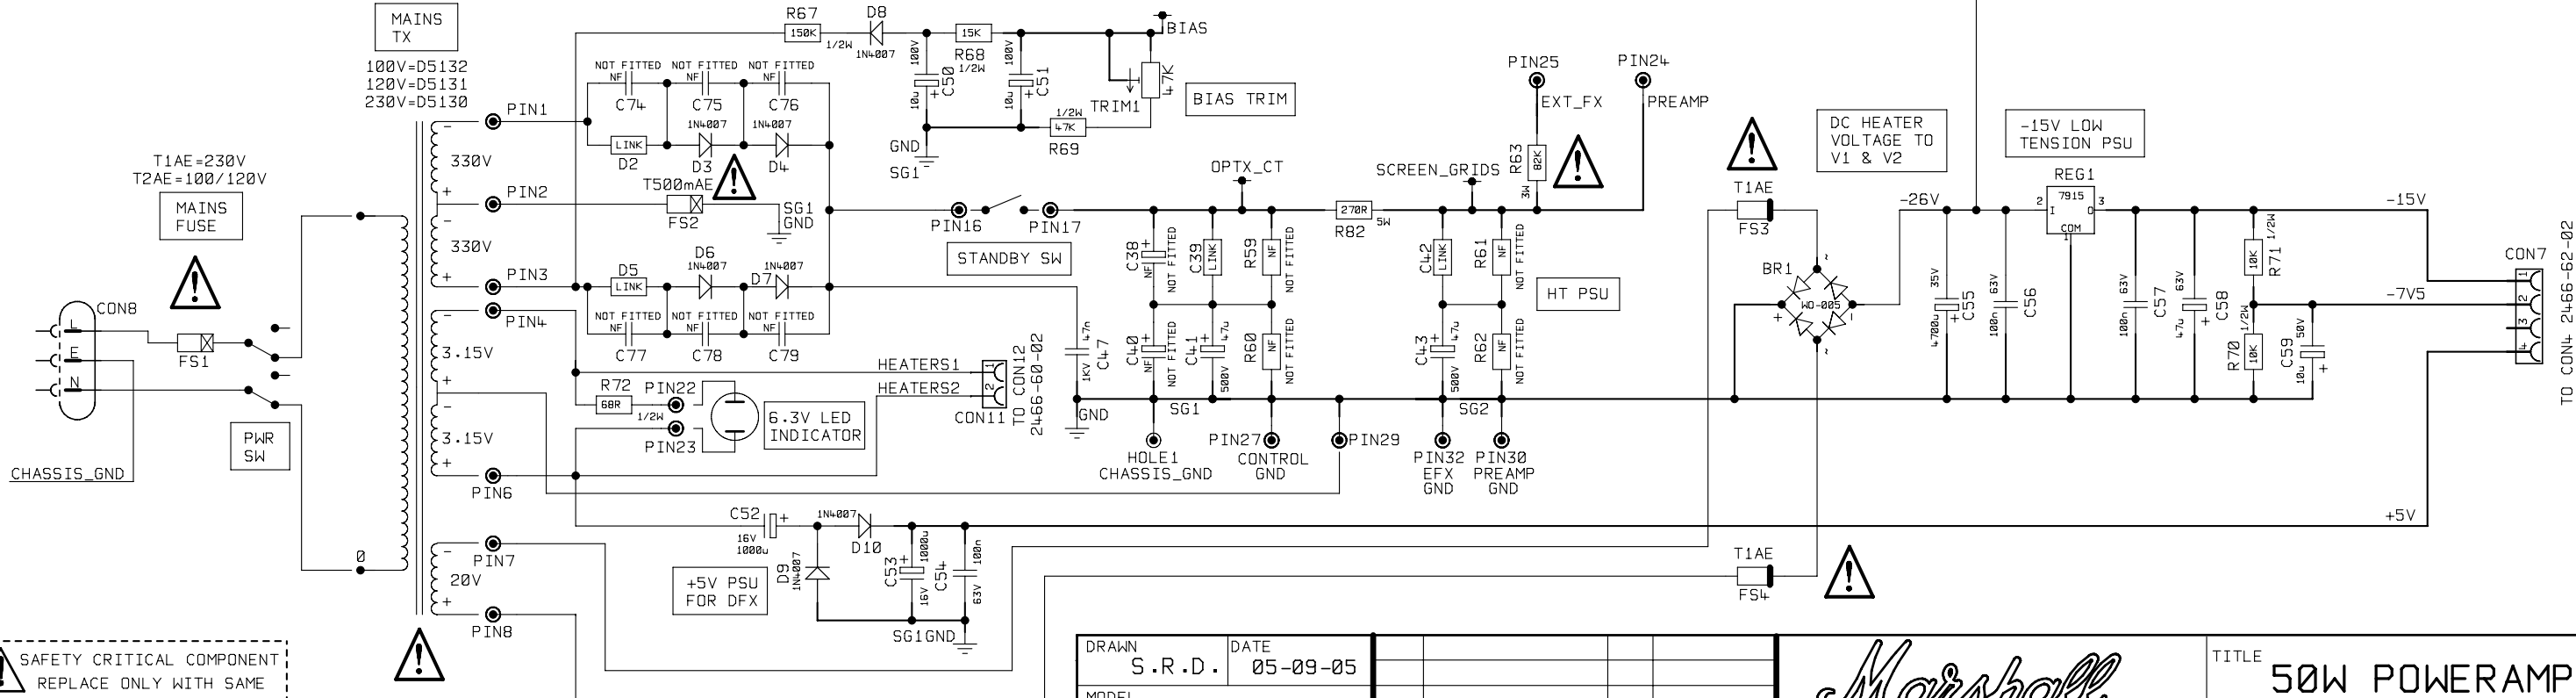 MAINS
TX
100V=D5132
120V=D5131
230V=D5130
T1AE=230V
T2AE=100/120V
MAINS
FUSE
CON8
L
E
N
FS1
CHASSIS_GND
PWR
SW
0
330V
330V
3.15V
3.15V
20V
PIN1
PIN2
PIN3
PIN4
PIN6
PIN7
PIN8
R67
150K
1/2W
D8
1N4007
NOT FITTED
NF
C74
NOT FITTED
NF
C75
NOT FITTED
NF
C76
LINK
D2
1N4007
D3
1N4007
D4
T500mAE
FS2
SG1
GND
D5
LINK
D6
1N4007
D7
1N4007
NOT FITTED
NF
C77
NOT FITTED
NF
C78
NOT FITTED
NF
C79
100V
C50
10u
15K
R68
1/2W
100V
C51
10u
BIAS
47K
TRIM1
1/2W
47K
R69
GND
SG1
BIAS TRIM
PIN16
PIN17
STANDBY SW
OPTX_CT
270R
5W
R82
SCREEN_GRIDS
PIN25
EXT_FX
PIN24
PREAMP
R63
82K
3W
C38
NF
NOT FITTED
C39
LINK
R59
NF
NOT FITTED
C40
NF
NOT FITTED
C41
47u
500V
R60
NF
NOT FITTED
C42
LINK
R61
NF
NOT FITTED
C43
47u
500V
R62
NF
NOT FITTED
HT PSU
47n
C47
1KV
GND
SG1
SG2
HOLE1
CHASSIS_GND
PIN27
CONTROL
GND
PIN29
PIN32
EFX
GND
PIN30
PREAMP
GND
HEATERS1
HEATERS2
1
2
CON11
TO CON12
2466-60-02
R72
68R
1/2W
PIN22
PIN23
6.3V LED
INDICATOR
C52
16V
1000u
1N4007
D10
D9
1N4007
C53
1000u
16V
C54
100n
63V
SG1GND
+5V PSU
FOR DFX
T1AE
FS3
BR1
WO-005
T1AE
FS4
DC HEATER
VOLTAGE TO
V1 & V2
-15V LOW
TENSION PSU
-26V
REG1
7915
2
I
O
3
COM
1
35V
C55
4700u
63V
C56
100n
63V
C57
100n
63V
C58
47u
1/2W
R71
10K
1/2W
R70
10K
50V
C59
10u
-15V
-7V5
+5V
CON7
1
2
3
4
TO CON4 2466-62-02
SAFETY CRITICAL COMPONENT
REPLACE ONLY WITH SAME
DRAWN
S.R.D.
DATE
05-09-05
MODEL
Marshall
TITLE
50W POWERAMP